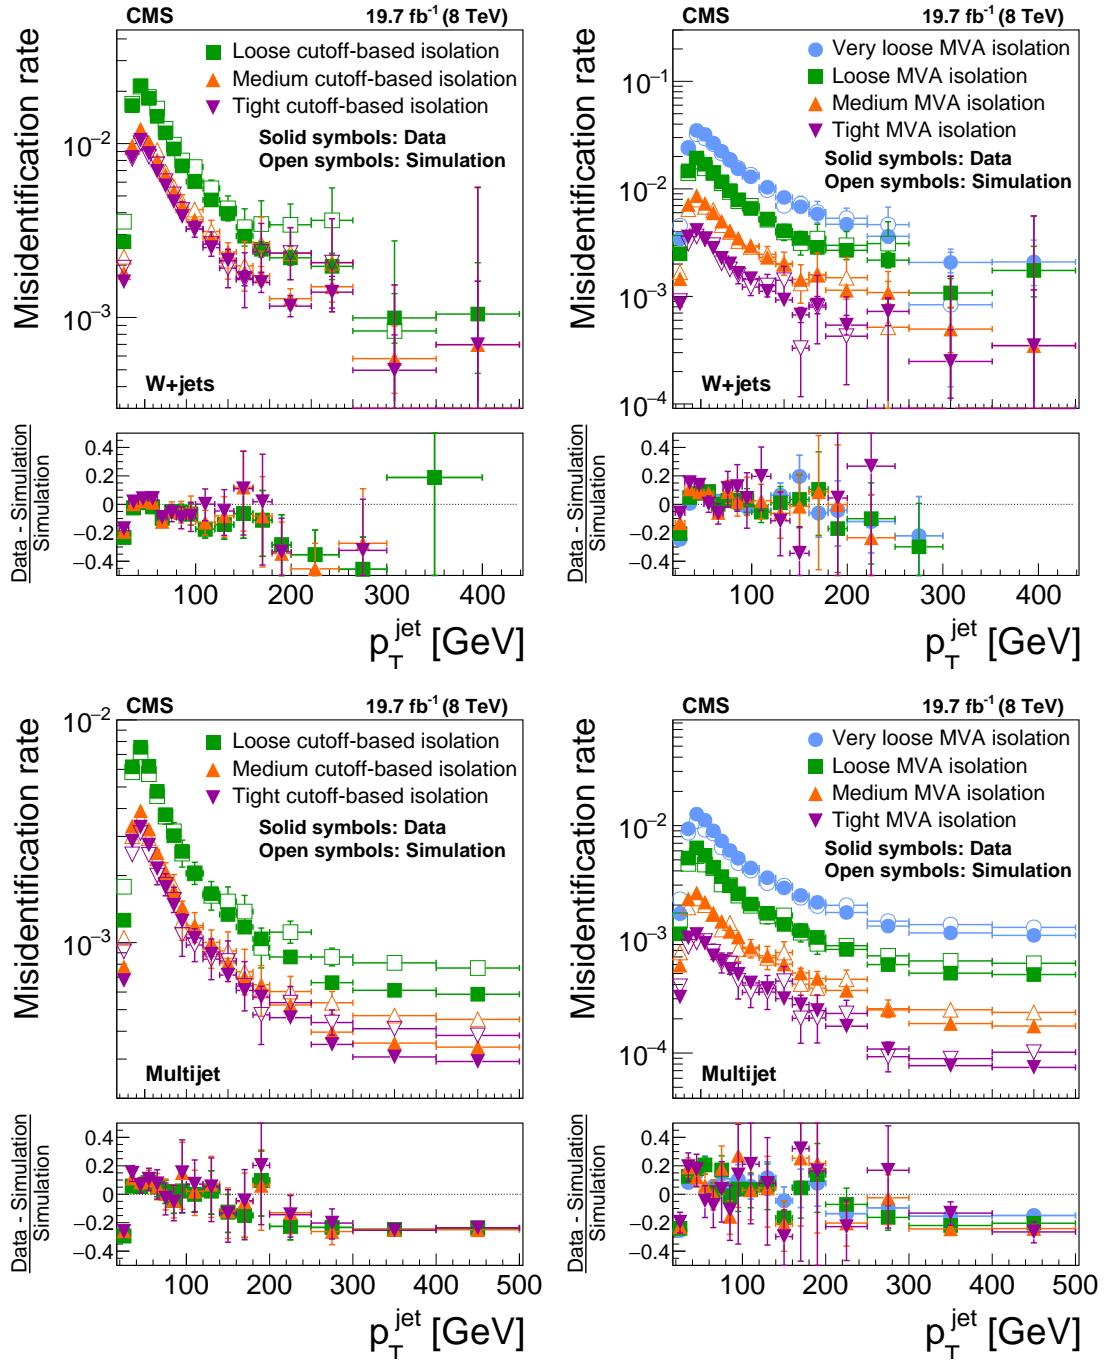 CMS 19.7 fb⁻¹ (8 TeV)
Misidentification rate
Loose cutoff-based isolation
Medium cutoff-based isolation
Tight cutoff-based isolation
Solid symbols: Data
Open symbols: Simulation
10⁻²
10⁻³
W+jets
Data - Simulation
Simulation
0.4
0.2
0
−0.2
−0.4
100 200 300 400
p_T^jet [GeV]
CMS 19.7 fb⁻¹ (8 TeV)
Misidentification rate
Very loose MVA isolation
Loose MVA isolation
Medium MVA isolation
Tight MVA isolation
Solid symbols: Data
Open symbols: Simulation
10⁻¹
10⁻²
10⁻³
10⁻⁴
W+jets
Data - Simulation
Simulation
0.4
0.2
0
−0.2
−0.4
100 200 300 400
p_T^jet [GeV]
CMS 19.7 fb⁻¹ (8 TeV)
Misidentification rate
10⁻²
Loose cutoff-based isolation
Medium cutoff-based isolation
Tight cutoff-based isolation
Solid symbols: Data
Open symbols: Simulation
10⁻³
Multijet
Data - Simulation
Simulation
0.4
0.2
0
−0.2
−0.4
100 200 300 400 500
p_T^jet [GeV]
CMS 19.7 fb⁻¹ (8 TeV)
Misidentification rate
Very loose MVA isolation
Loose MVA isolation
Medium MVA isolation
Tight MVA isolation
Solid symbols: Data
Open symbols: Simulation
10⁻²
10⁻³
10⁻⁴
Multijet
Data - Simulation
Simulation
0.4
0.2
0
−0.2
−0.4
100 200 300 400 500
p_T^jet [GeV]